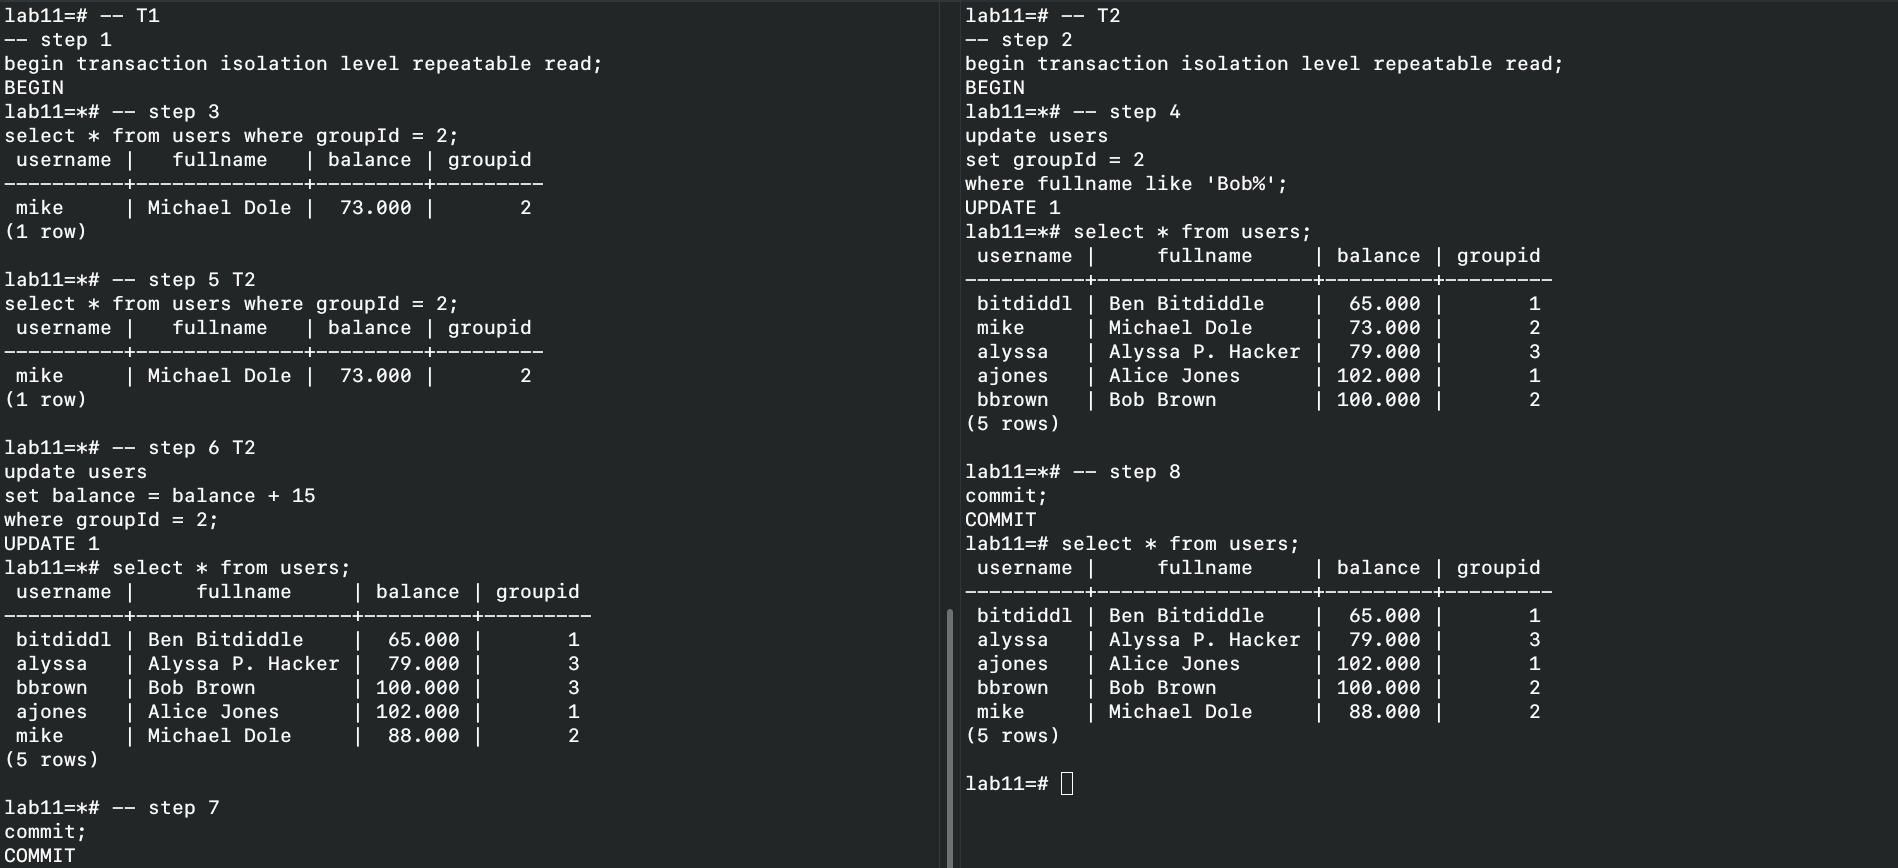 lab11=# -- T1
-- step 1
begin transaction isolation level repeatable read;
BEGIN
lab11=*# -- step 3
select * from users where groupId = 2;
 username |   fullname   | balance | groupid
----------+--------------+---------+---------
 mike     | Michael Dole |  73.000 |       2
(1 row)

lab11=*# -- step 5 T2
select * from users where groupId = 2;
 username |   fullname   | balance | groupid
----------+--------------+---------+---------
 mike     | Michael Dole |  73.000 |       2
(1 row)

lab11=*# -- step 6 T2
update users
set balance = balance + 15
where groupId = 2;
UPDATE 1
lab11=*# select * from users;
 username |     fullname     | balance | groupid
----------+------------------+---------+---------
 bitdiddl | Ben Bitdiddle    |  65.000 |       1
 alyssa   | Alyssa P. Hacker |  79.000 |       3
 bbrown   | Bob Brown        | 100.000 |       3
 ajones   | Alice Jones      | 102.000 |       1
 mike     | Michael Dole     |  88.000 |       2
(5 rows)

lab11=*# -- step 7
commit;
COMMIT
lab11=# -- T2
-- step 2
begin transaction isolation level repeatable read;
BEGIN
lab11=*# -- step 4
update users
set groupId = 2
where fullname like 'Bob%';
UPDATE 1
lab11=*# select * from users;
 username |     fullname     | balance | groupid
----------+------------------+---------+---------
 bitdiddl | Ben Bitdiddle    |  65.000 |       1
 mike     | Michael Dole     |  73.000 |       2
 alyssa   | Alyssa P. Hacker |  79.000 |       3
 ajones   | Alice Jones      | 102.000 |       1
 bbrown   | Bob Brown        | 100.000 |       2
(5 rows)

lab11=*# -- step 8
commit;
COMMIT
lab11=# select * from users;
 username |     fullname     | balance | groupid
----------+------------------+---------+---------
 bitdiddl | Ben Bitdiddle    |  65.000 |       1
 alyssa   | Alyssa P. Hacker |  79.000 |       3
 ajones   | Alice Jones      | 102.000 |       1
 bbrown   | Bob Brown        | 100.000 |       2
 mike     | Michael Dole     |  88.000 |       2
(5 rows)

lab11=#